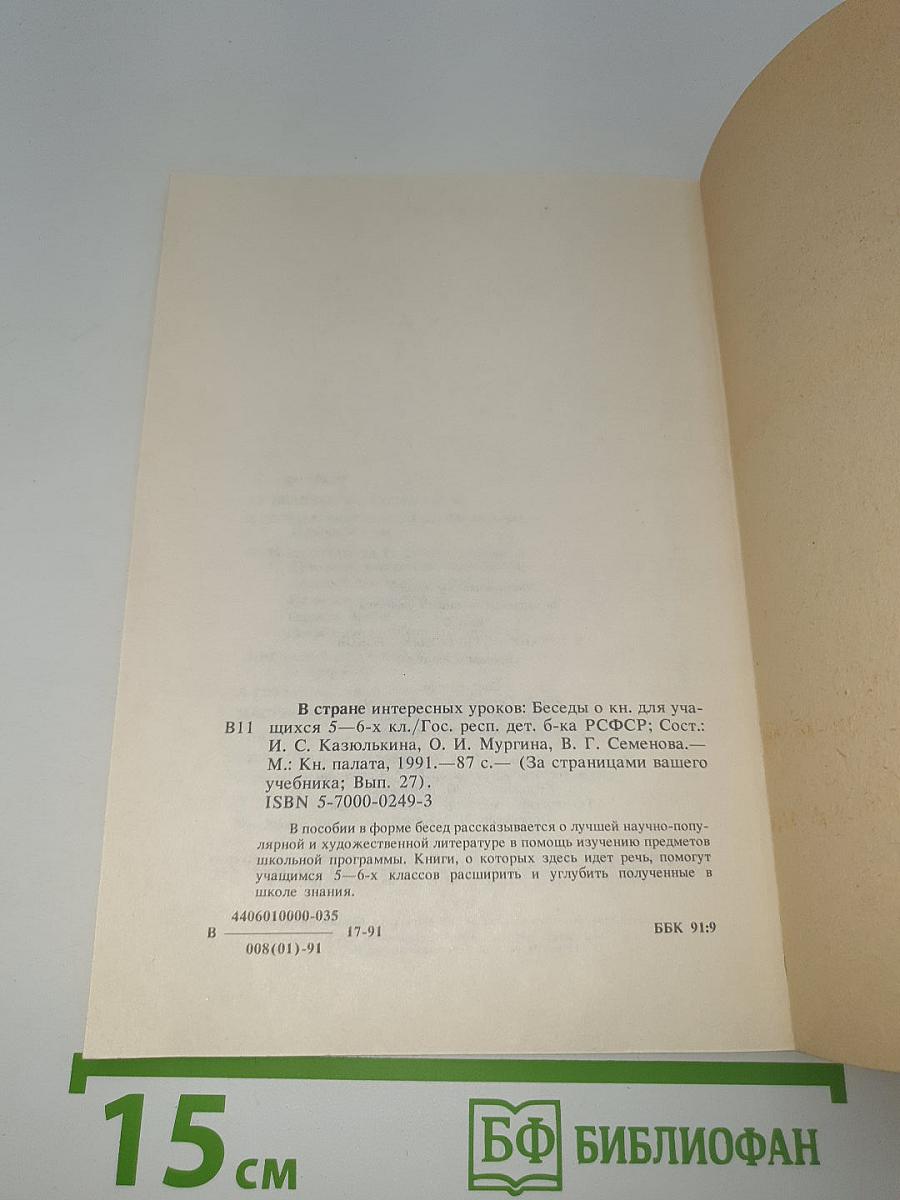 В стране интересных уроков: Беседы о кн. для уча-
В11 щихся 5—6-х кл./Гос. респ. дет. б-ка РСФСР; Сост.:
И. С. Казюлькина, О. И. Мургина, В. Г. Семенова.—
М.: Кн. палата, 1991.—87 с.— (За страницами вашего
учебника; Вып. 27).
ISBN 5-7000-0249-3
В пособии в форме бесед рассказывается о лучшей научно-попу-
лярной и художественной литературе в помощь изучению предметов
школьной программы. Книги, о которых здесь идет речь, помогут
учащимся 5—6-х классов расширить и углубить полученные в
школе знания.
4406010000-035
В 17-91
008(01)-91
ББК 91:9
15 см
БФ БИБЛИОФАН